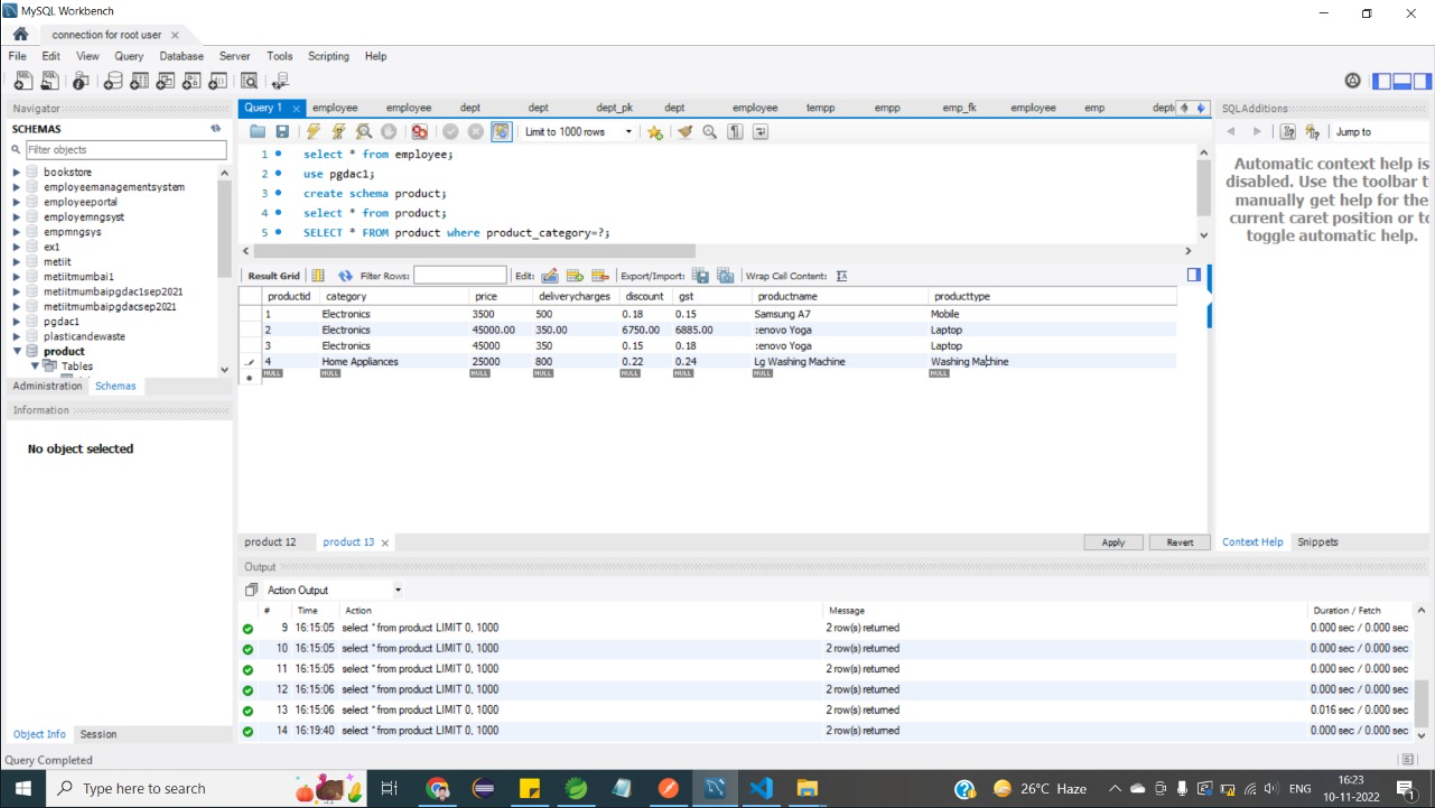 MySQL Workbench
connection for root user
File Edit View Query Database Server Tools Scripting Help
Navigator
SCHEMAS
Filter objects
bookstore
employeemanagementsystem
employeeportal
employemngsyst
empmngsys
ex1
metiit
metiitmumbai1
metiitmumbaipgdac1sep2021
metiitmumbaipgdacsep2021
pgdac1
plasticandewaste
product
Tables
Administration Schemas
Information
No object selected
Object Info Session
Query 1 employee employee dept dept dept_pk dept employee tempp empp emp_fk employee emp dept
Limit to 1000 rows
1 select * from employee;
2 use pgdac1;
3 create schema product;
4 select * from product;
5 SELECT * FROM product where product_category=?;
Result Grid Filter Rows: Edit: Export/Import: Wrap Cell Content:
productid category price deliverycharges discount gst productname producttype
1 Electronics 3500 500 0.18 0.15 Samsung A7 Mobile
2 Electronics 45000.00 350.00 6750.00 6885.00 :enovo Yoga Laptop
3 Electronics 45000 350 0.15 0.18 :enovo Yoga Laptop
4 Home Appliances 25000 800 0.22 0.24 Lg Washing Machine Washing Machine
NULL NULL NULL NULL NULL NULL NULL NULL
product 12 product 13 Apply Revert
SQLAdditions
Jump to
Automatic context help is
disabled. Use the toolbar t
manually get help for the
current caret position or to
toggle automatic help.
Context Help Snippets
Output
Action Output
# Time Action Message Duration / Fetch
9 16:15:05 select * from product LIMIT 0, 1000 2 row(s) returned 0.000 sec / 0.000 sec
10 16:15:05 select * from product LIMIT 0, 1000 2 row(s) returned 0.000 sec / 0.000 sec
11 16:15:05 select * from product LIMIT 0, 1000 2 row(s) returned 0.000 sec / 0.000 sec
12 16:15:06 select * from product LIMIT 0, 1000 2 row(s) returned 0.000 sec / 0.000 sec
13 16:15:06 select * from product LIMIT 0, 1000 2 row(s) returned 0.016 sec / 0.000 sec
14 16:19:40 select * from product LIMIT 0, 1000 2 row(s) returned 0.000 sec / 0.000 sec
Query Completed
Type here to search
26°C Haze
ENG
16:23
10-11-2022
1